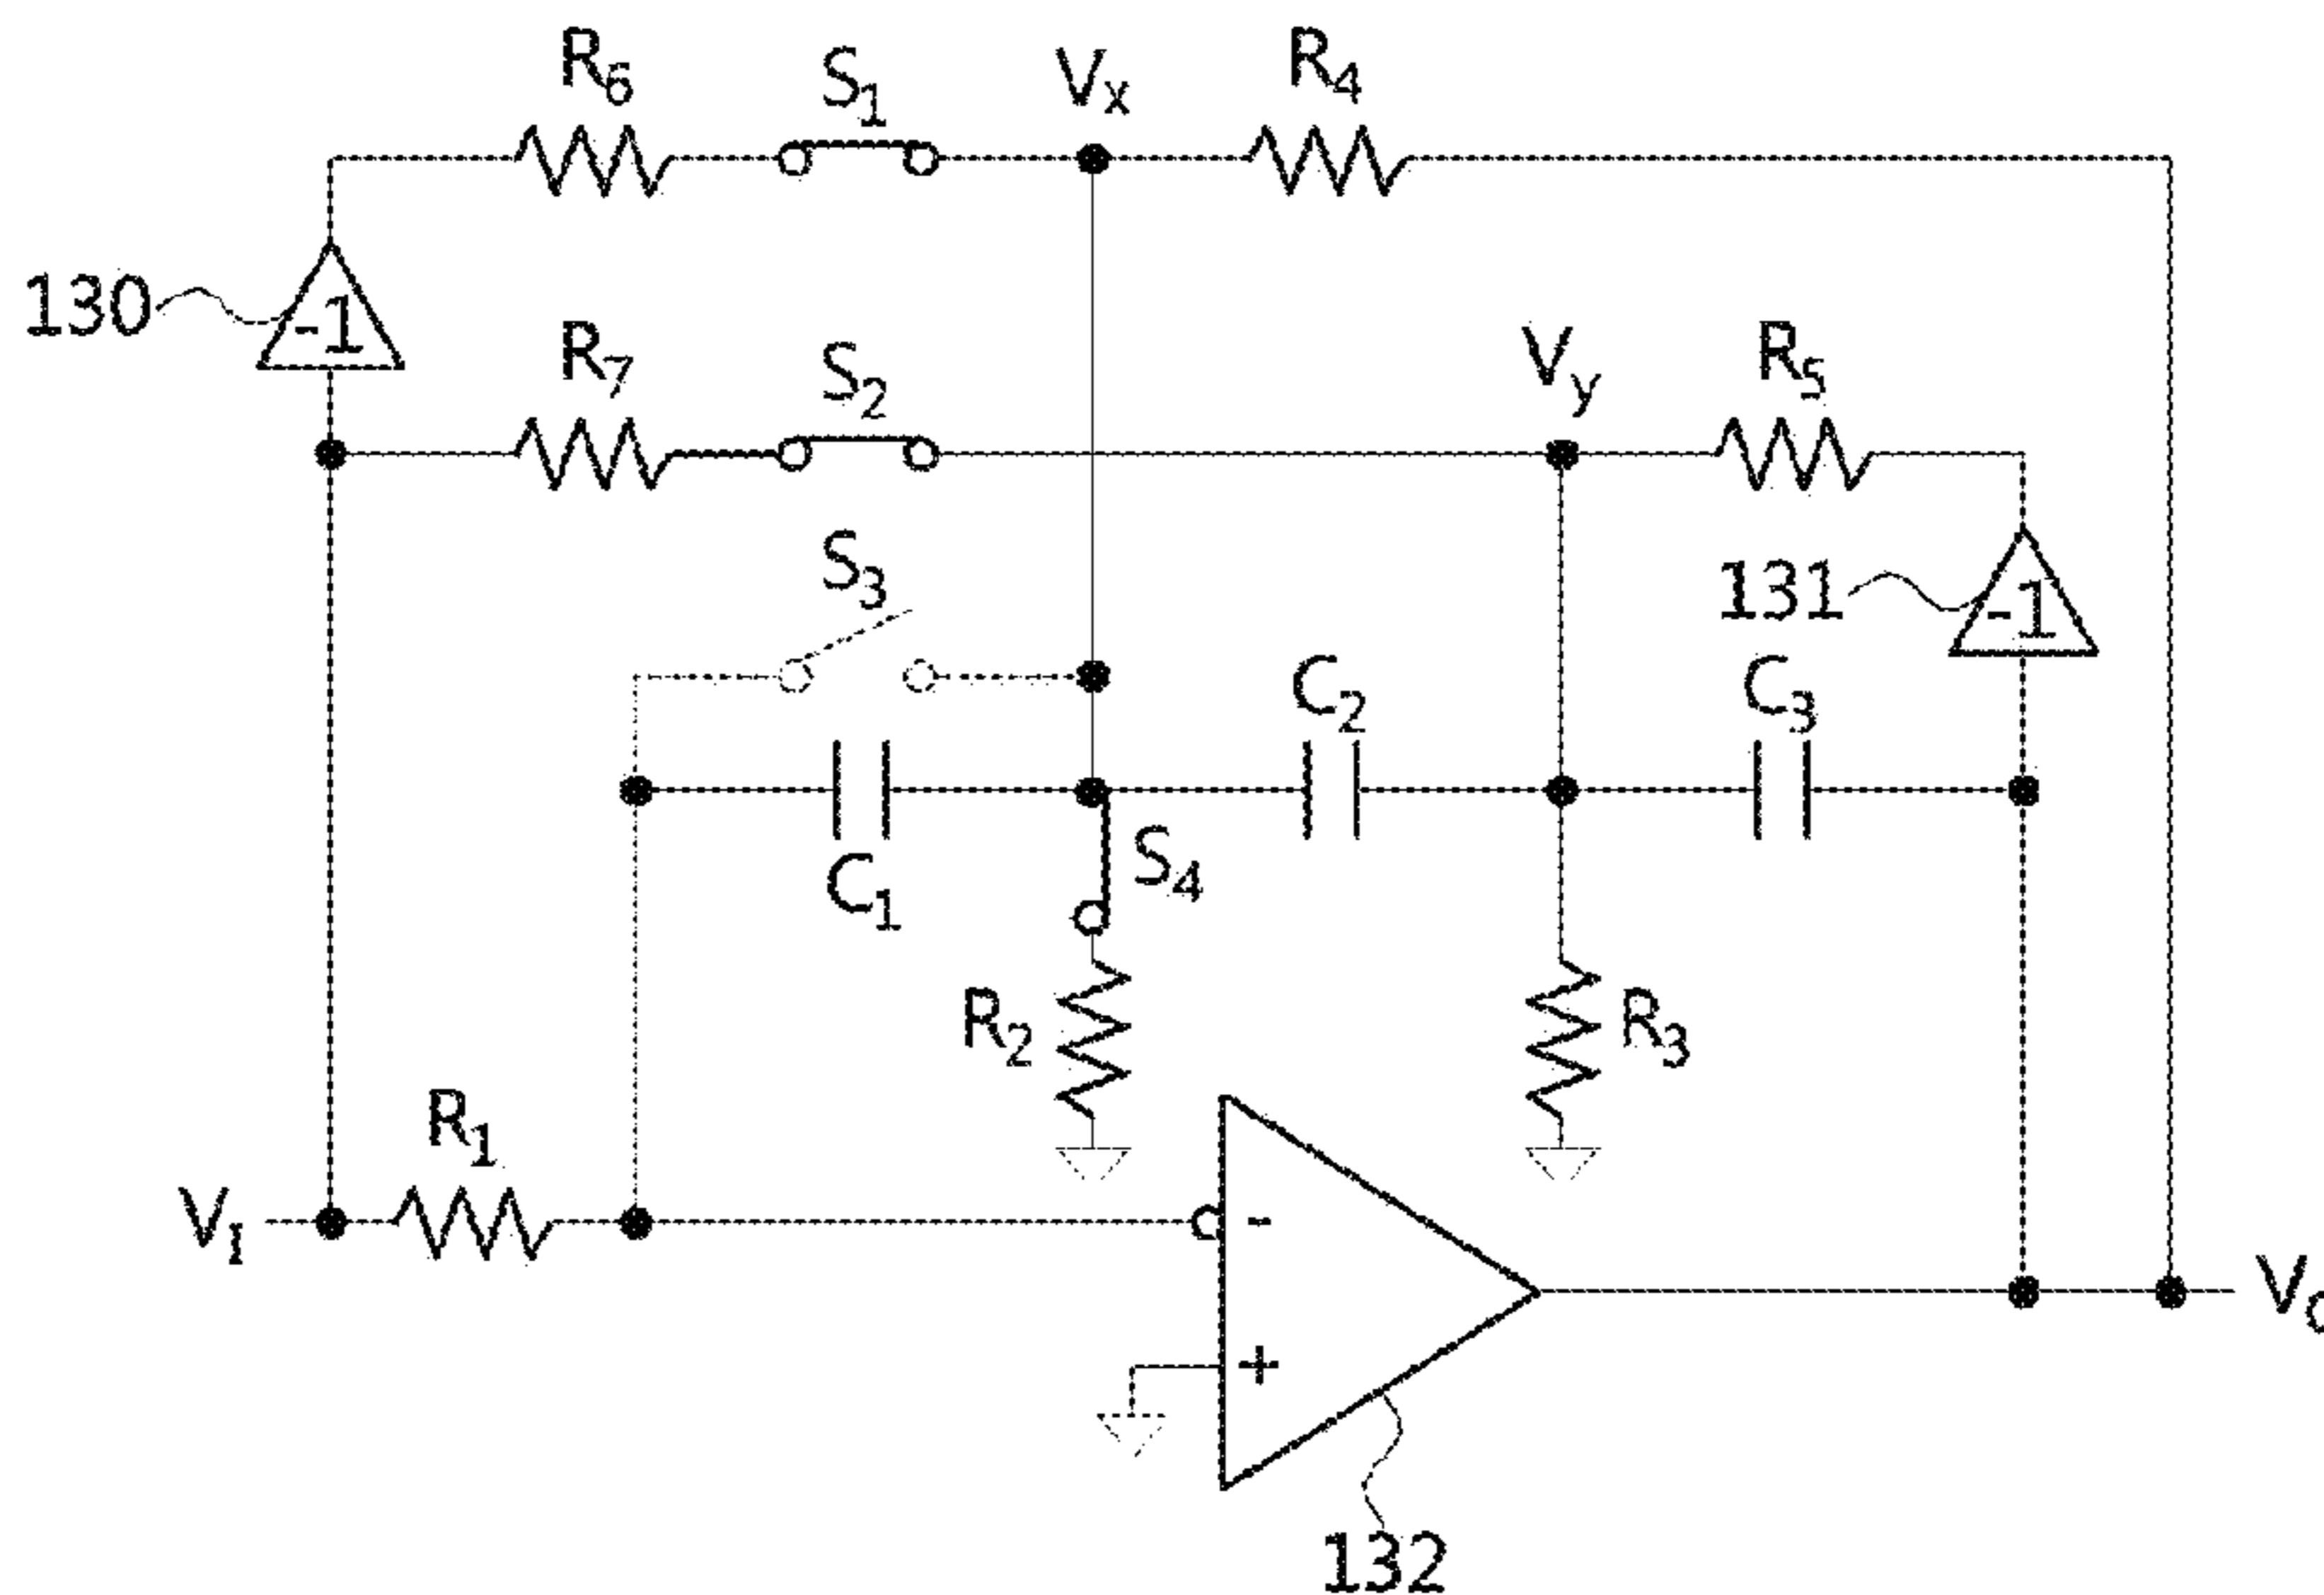 R6 S1 Vx R4
130 -1
R7 S2 Vy R5
S3
131 -1
C2 C3
C1 S4
R2 R3
R1
VI
-
+
132